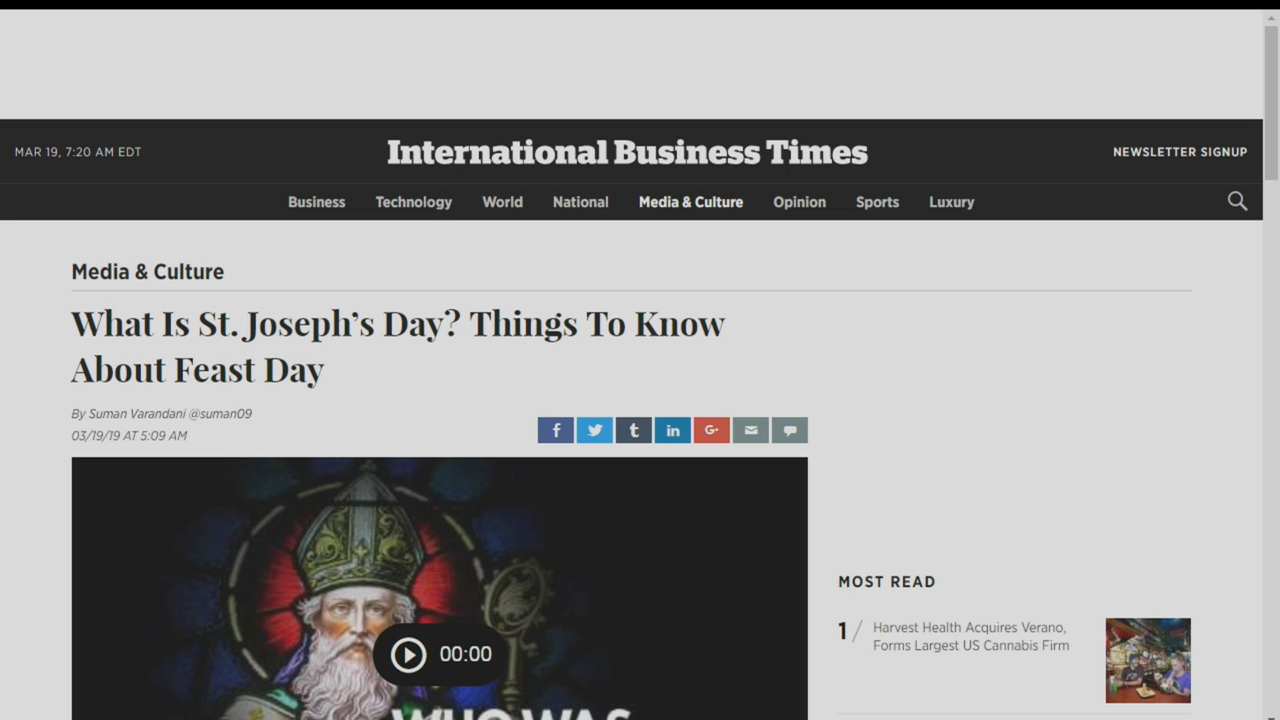 MAR 19, 7:20 AM EDT
International Business Times
NEWSLETTER SIGNUP
Business Technology World National Media & Culture Opinion Sports Luxury
Media & Culture
What Is St. Joseph's Day? Things To Know
About Feast Day
By Suman Varandani @suman09
03/19/19 AT 5:09 AM
f t in G+
00:00
WHO WAS
MOST READ
1 / Harvest Health Acquires Verano,
Forms Largest US Cannabis Firm